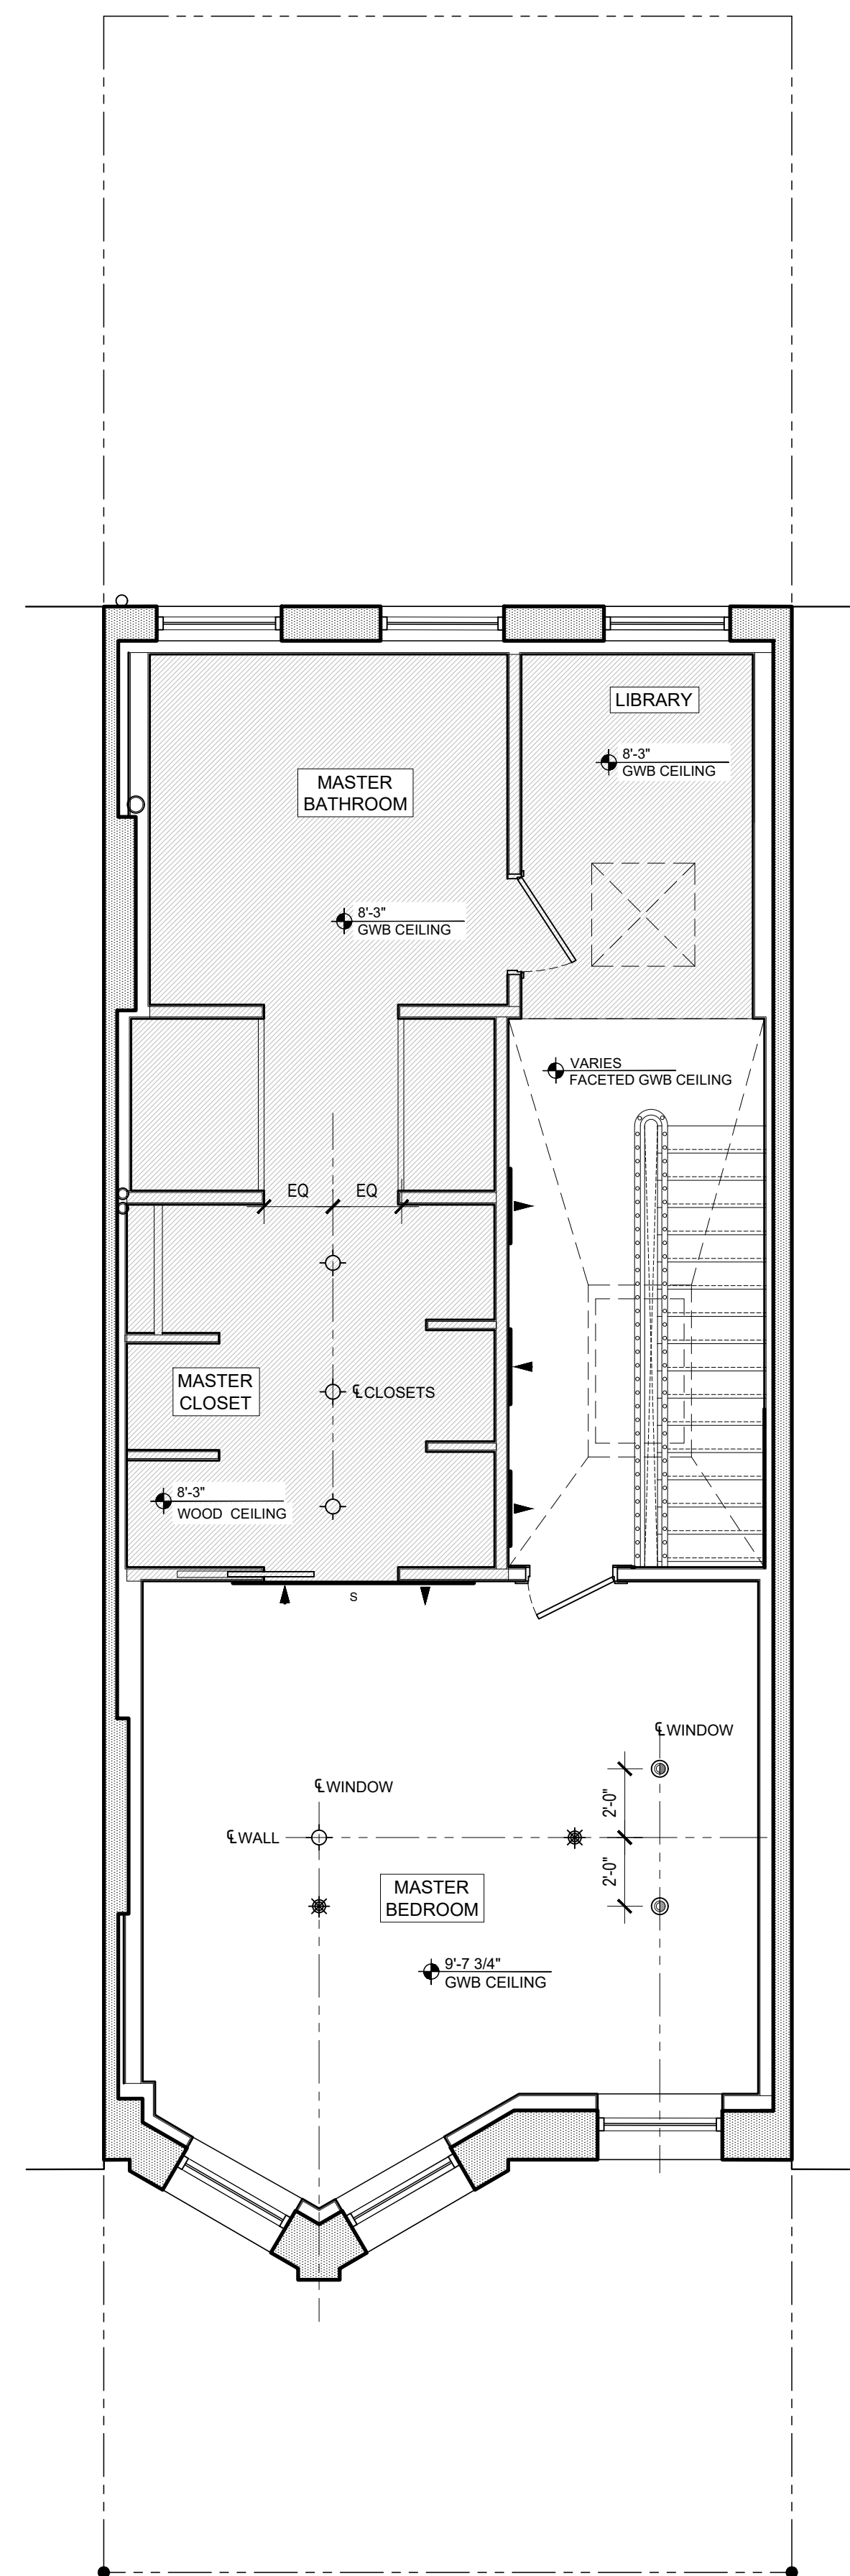 LIBRARY
8'-3"
GWB CEILING
MASTER
BATHROOM
8'-3"
GWB CEILING
VARIES
FACETED GWB CEILING
EQ
EQ
MASTER
CLOSET
℄ CLOSETS
8'-3"
WOOD CEILING
S
℄ WINDOW
℄ WINDOW
2'-0"
℄ WALL
2'-0"
MASTER
BEDROOM
9'-7 3/4"
GWB CEILING